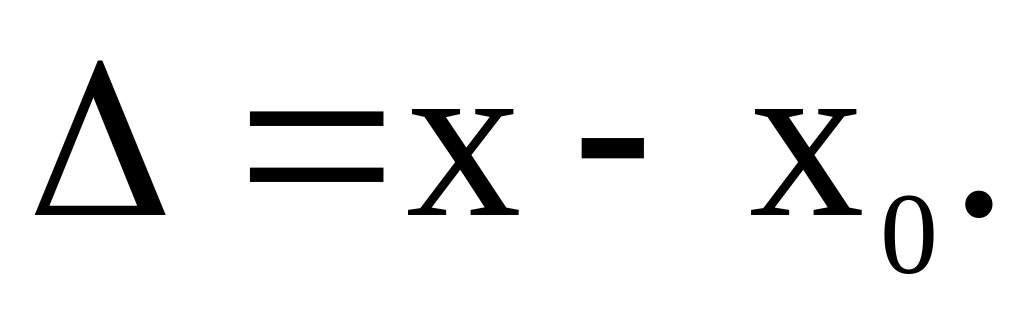 Δ = x - x₀.